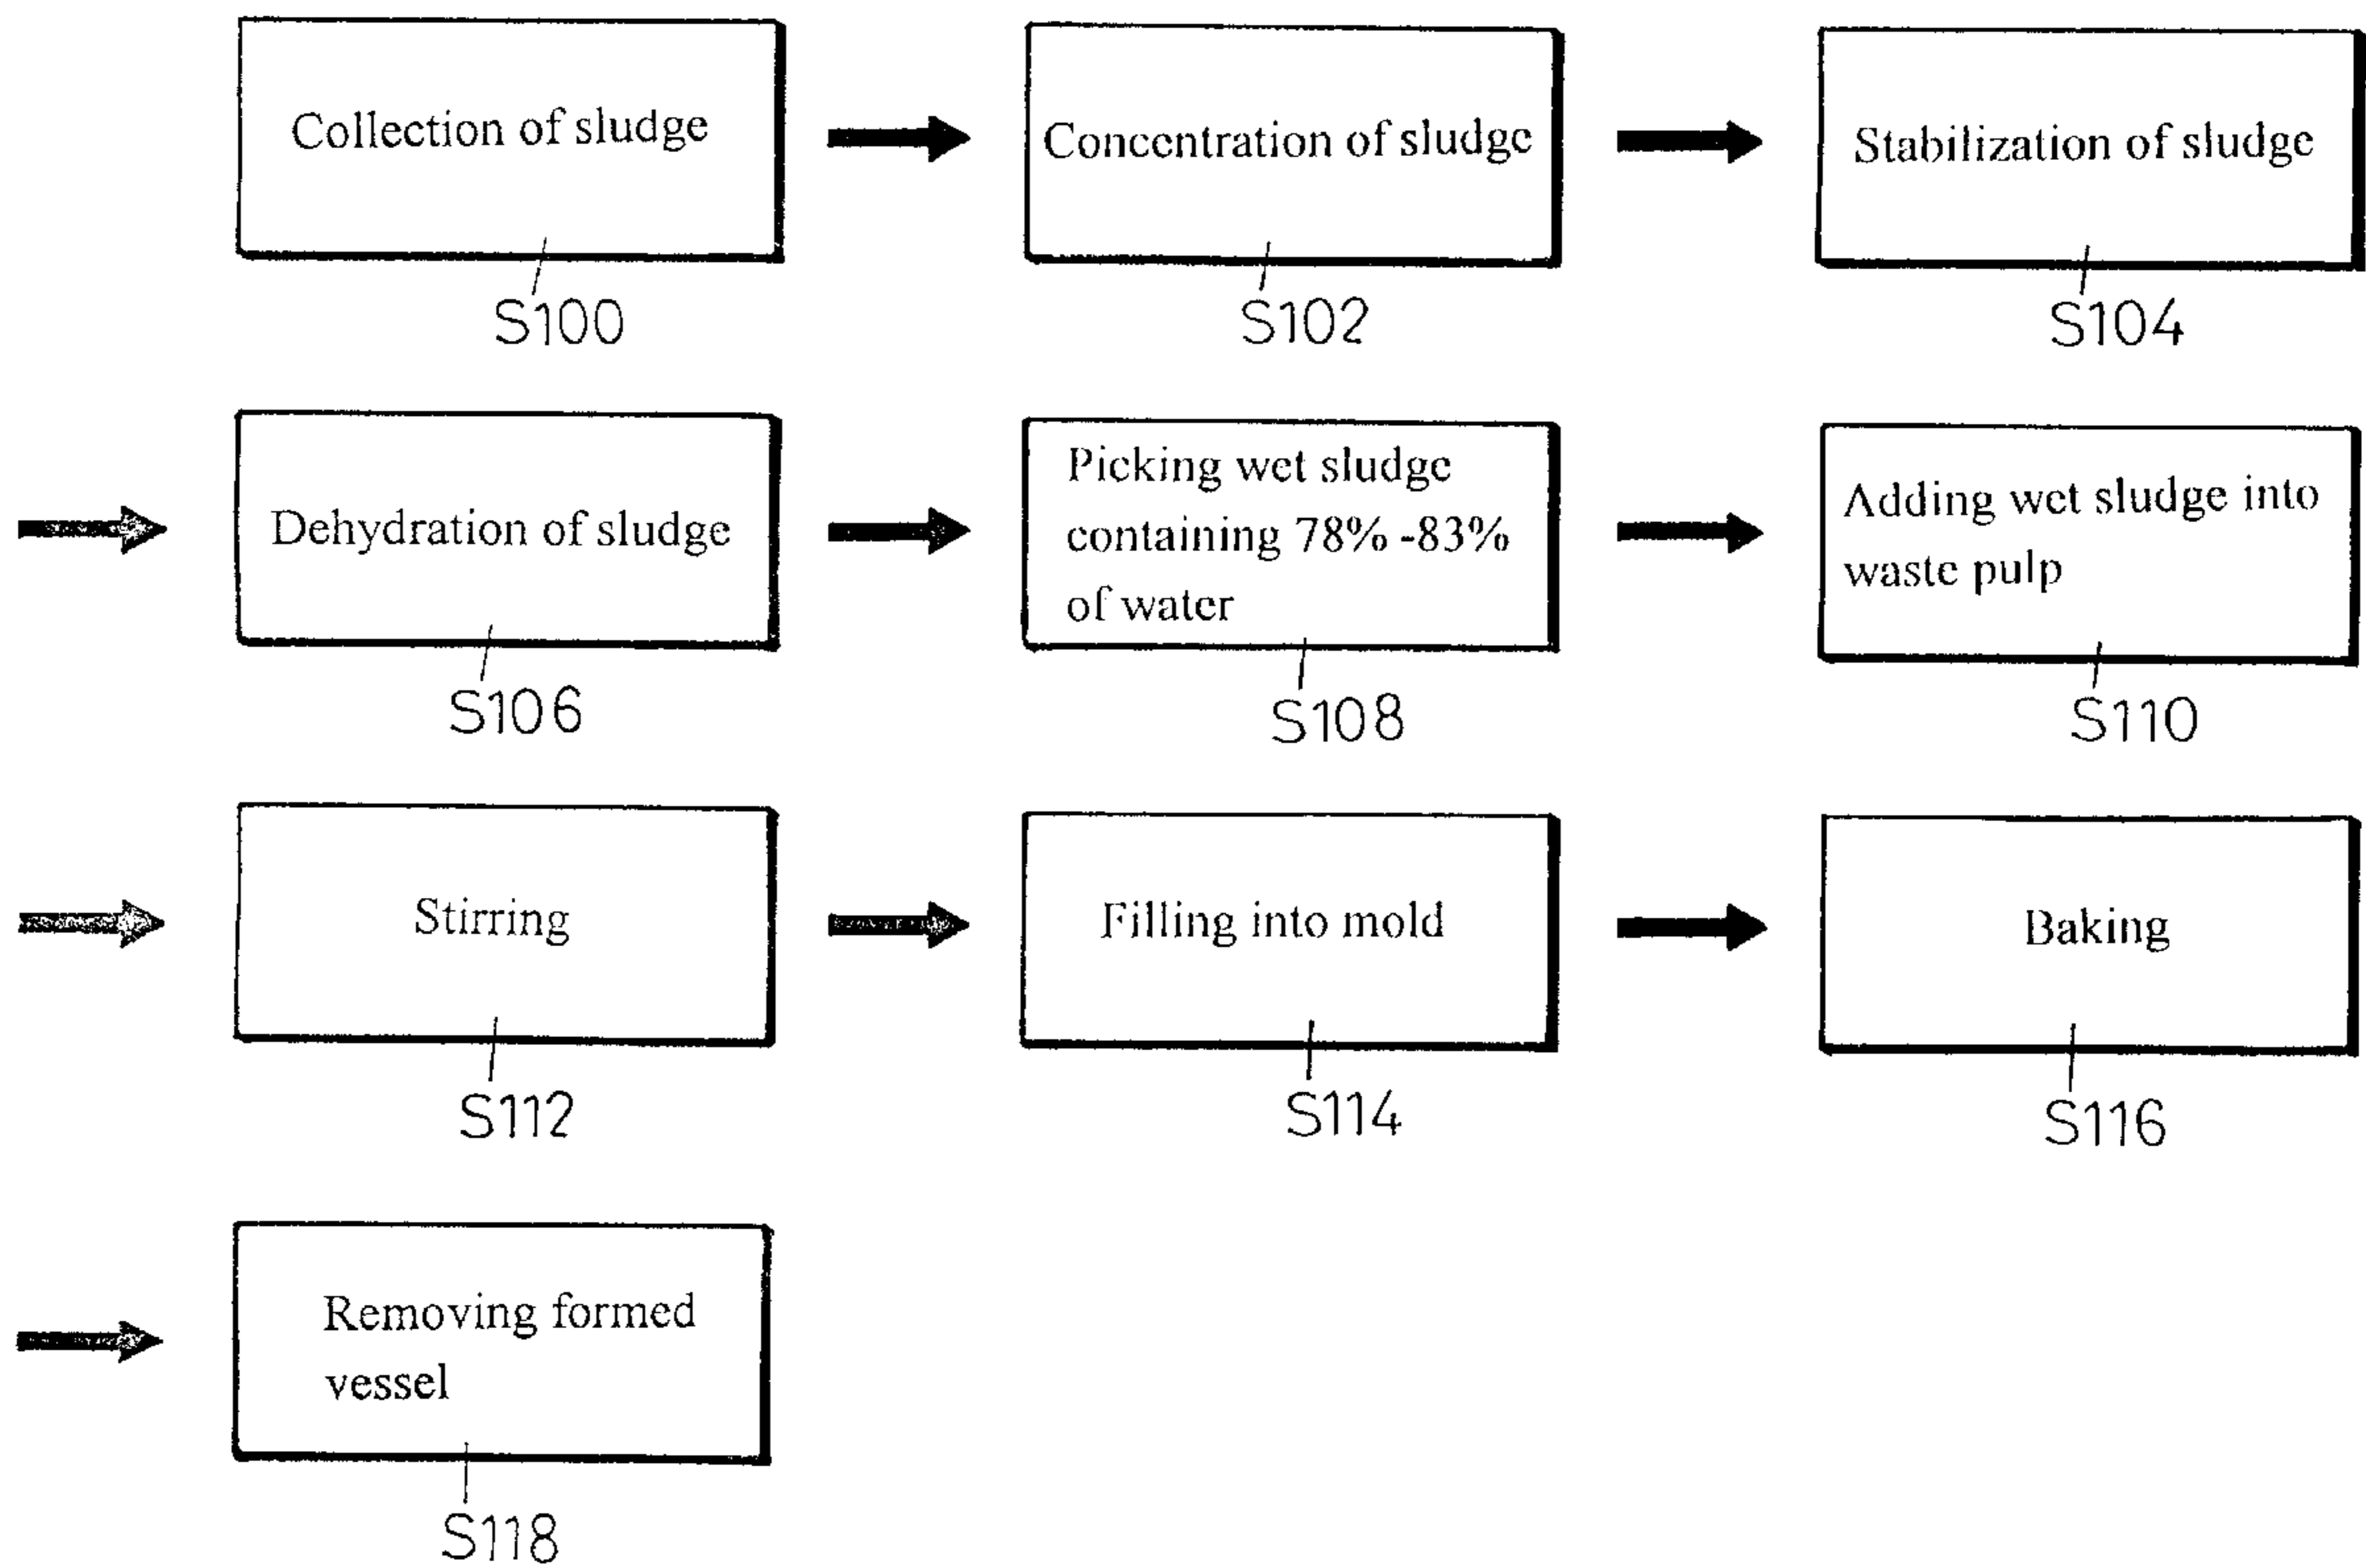 Collection of sludge
S100
Concentration of sludge
S102
Stabilization of sludge
S104
Dehydration of sludge
S106
Picking wet sludge
containing 78% -83%
of water
S108
Adding wet sludge into
waste pulp
S110
Stirring
S112
Filling into mold
S114
Baking
S116
Removing formed
vessel
S118